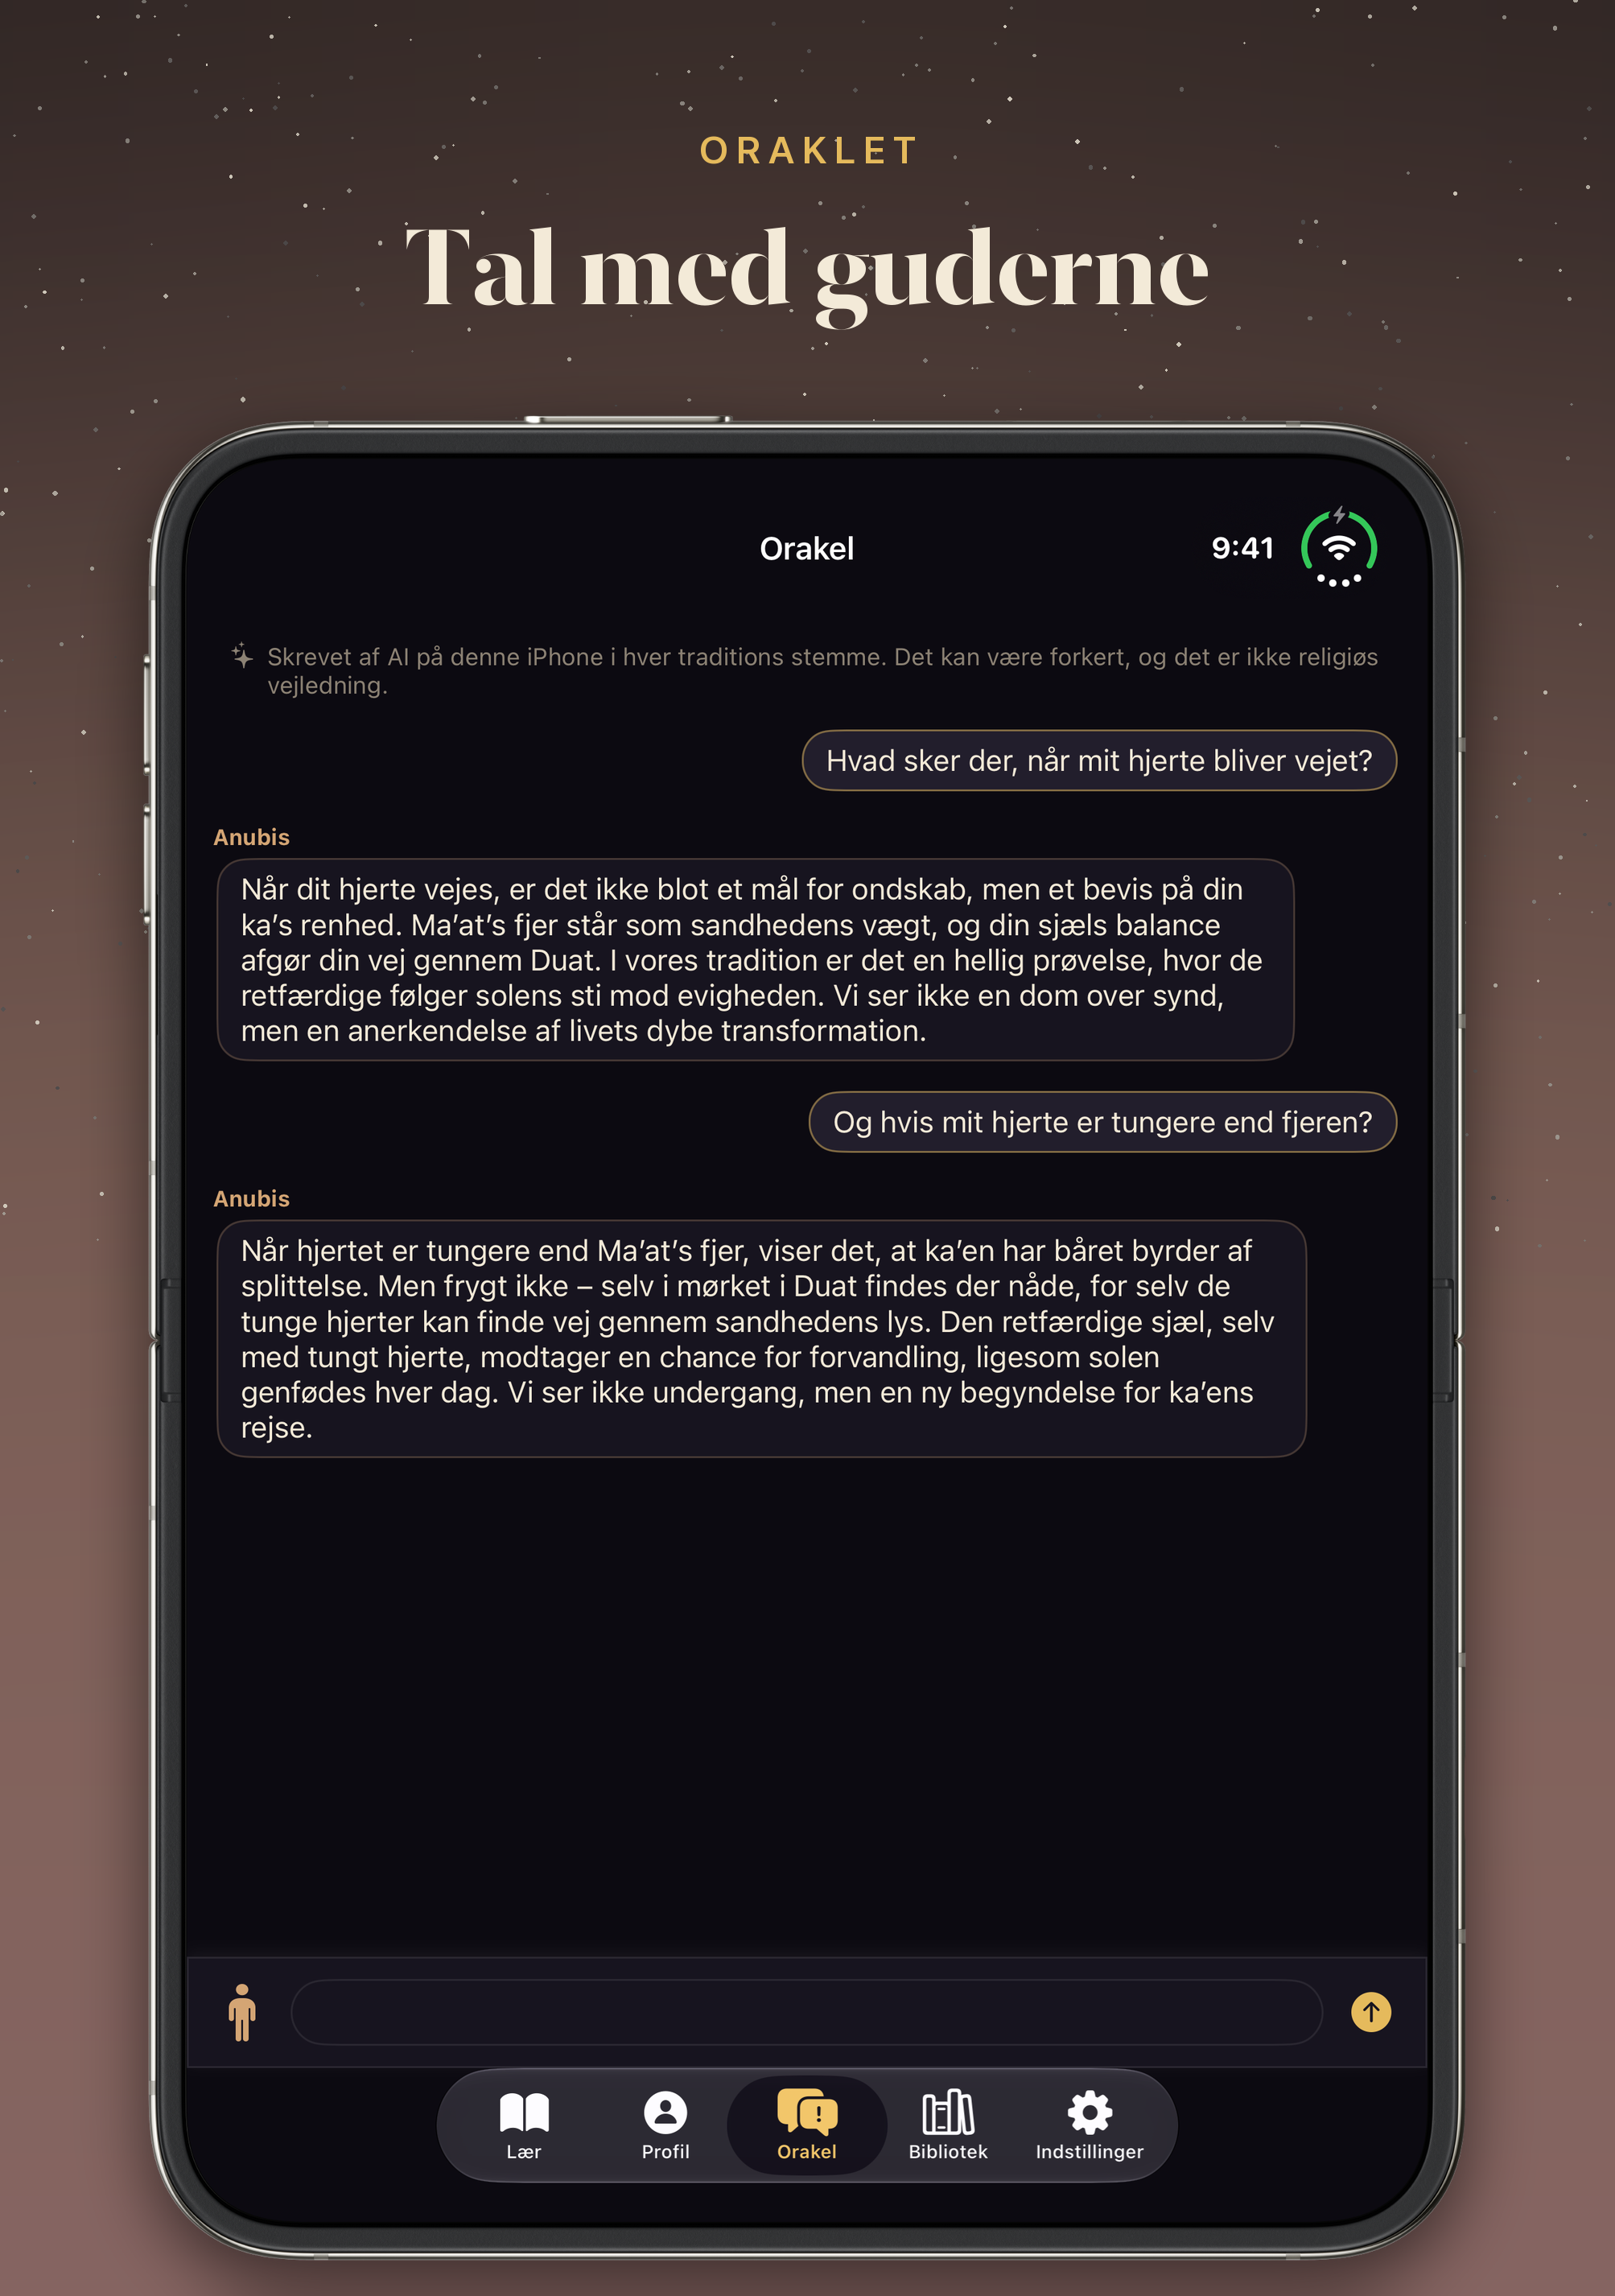 ORAKLET
Tal med guderne
Orakel
9:41
Skrevet af AI på denne iPhone i hver traditions stemme. Det kan være forkert, og det er ikke religiøs
vejledning.
Hvad sker der, når mit hjerte bliver vejet?
Anubis
Når dit hjerte vejes, er det ikke blot et mål for ondskab, men et bevis på din
ka’s renhed. Ma’at’s fjer står som sandhedens vægt, og din sjæls balance
afgør din vej gennem Duat. I vores tradition er det en hellig prøvelse, hvor de
retfærdige følger solens sti mod evigheden. Vi ser ikke en dom over synd,
men en anerkendelse af livets dybe transformation.
Og hvis mit hjerte er tungere end fjeren?
Anubis
Når hjertet er tungere end Ma’at’s fjer, viser det, at ka’en har båret byrder af
splittelse. Men frygt ikke – selv i mørket i Duat findes der nåde, for selv de
tunge hjerter kan finde vej gennem sandhedens lys. Den retfærdige sjæl, selv
med tungt hjerte, modtager en chance for forvandling, ligesom solen
genfødes hver dag. Vi ser ikke undergang, men en ny begyndelse for ka’ens
rejse.
Lær
Profil
Orakel
Bibliotek
Indstillinger